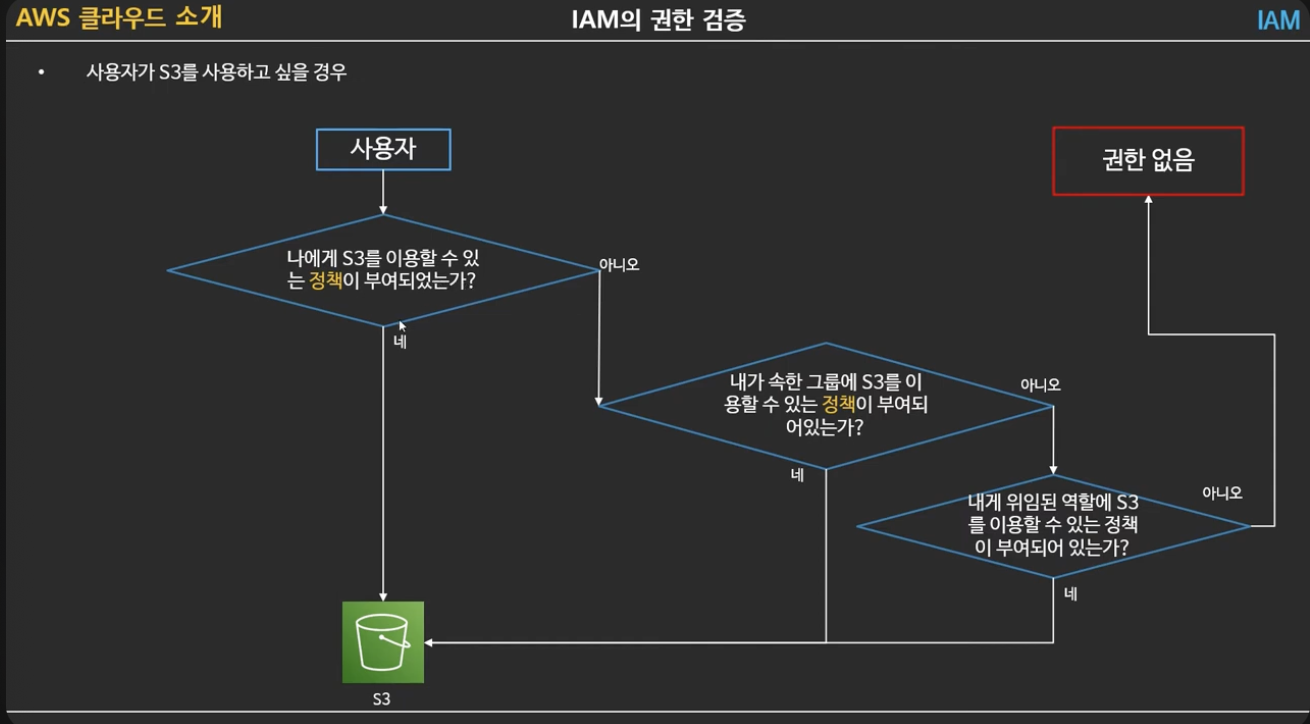 AWS 클라우드 소개
IAM의 권한 검증
IAM
• 사용자가 S3를 사용하고 싶을 경우
사용자
권한 없음
나에게 S3를 이용할 수 있
는 정책이 부여되었는가?
아니오
네
내가 속한 그룹에 S3를 이
용할 수 있는 정책이 부여되
어있는가?
아니오
네
내게 위임된 역할에 S3
를 이용할 수 있는 정책
이 부여되어 있는가?
아니오
네
S3